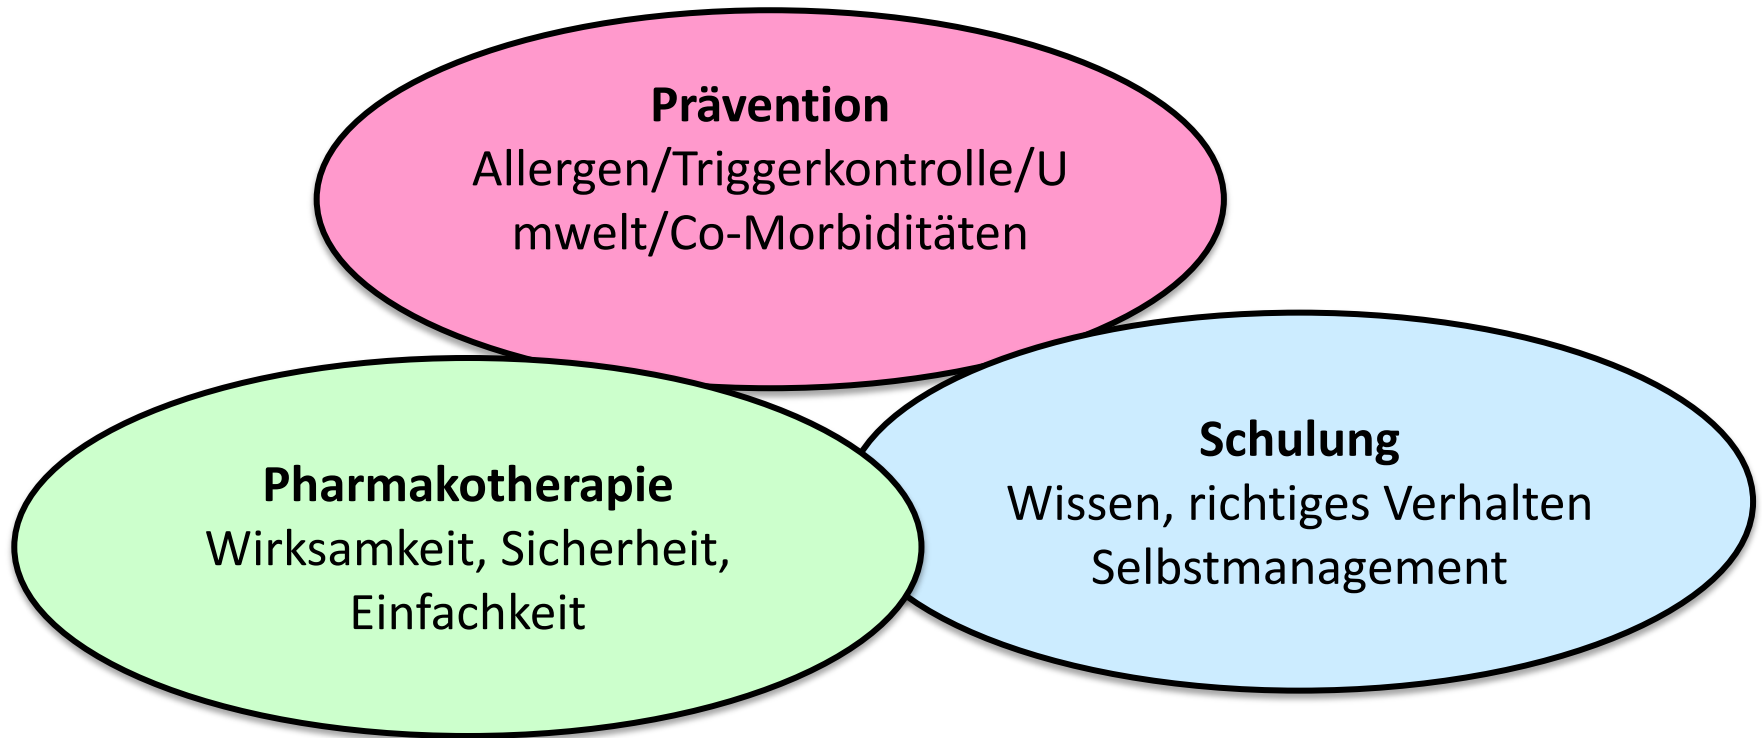 Prävention
Allergen/Triggerkontrolle/U
mwelt/Co-Morbiditäten
Pharmakotherapie
Wirksamkeit, Sicherheit,
Einfachkeit
Schulung
Wissen, richtiges Verhalten
Selbstmanagement